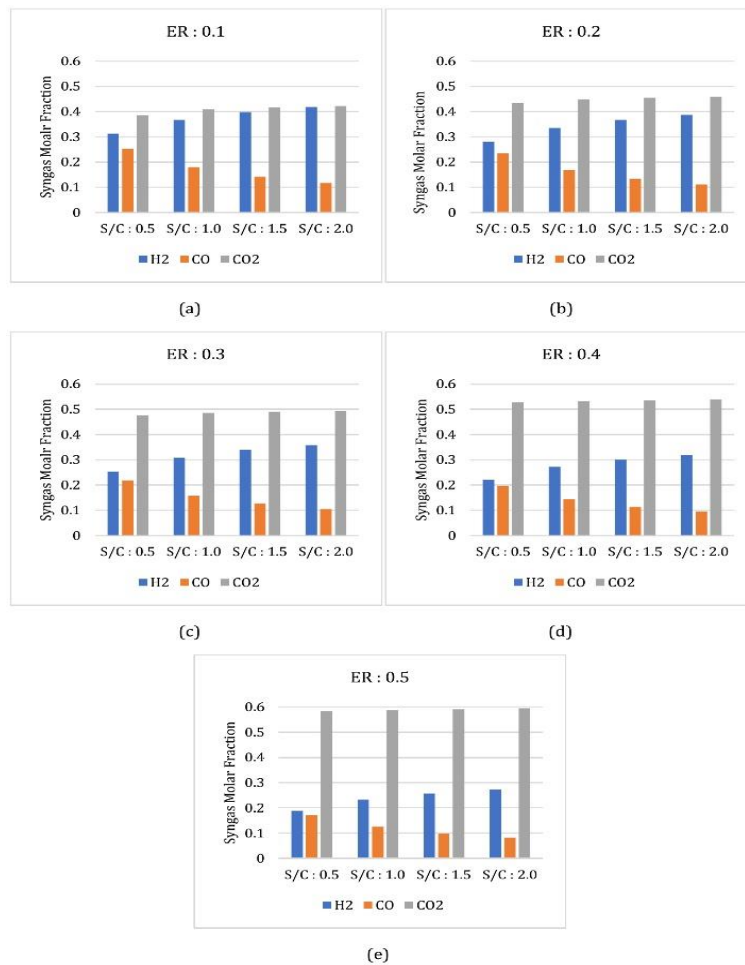 ER : 0.1
Syngas Moalr Fraction
0.6
0.5
0.4
0.3
0.2
0.1
0
S/C : 0.5 S/C : 1.0 S/C : 1.5 S/C : 2.0
H2 CO CO2
(a)
ER : 0.2
Syngas Molar Fraction
0.6
0.5
0.4
0.3
0.2
0.1
0
S/C : 0.5 S/C : 1.0 S/C : 1.5 S/C : 2.0
H2 CO CO2
(b)
ER : 0.3
Syngas Moalr Fraction
0.6
0.5
0.4
0.3
0.2
0.1
0
S/C : 0.5 S/C : 1.0 S/C : 1.5 S/C : 2.0
H2 CO CO2
(c)
ER : 0.4
Syngas Molar Fraction
0.6
0.5
0.4
0.3
0.2
0.1
0
S/C : 0.5 S/C : 1.0 S/C : 1.5 S/C : 2.0
H2 CO CO2
(d)
ER : 0.5
Syngas Molar Fraction
0.6
0.5
0.4
0.3
0.2
0.1
0
S/C : 0.5 S/C : 1.0 S/C : 1.5 S/C : 2.0
H2 CO CO2
(e)